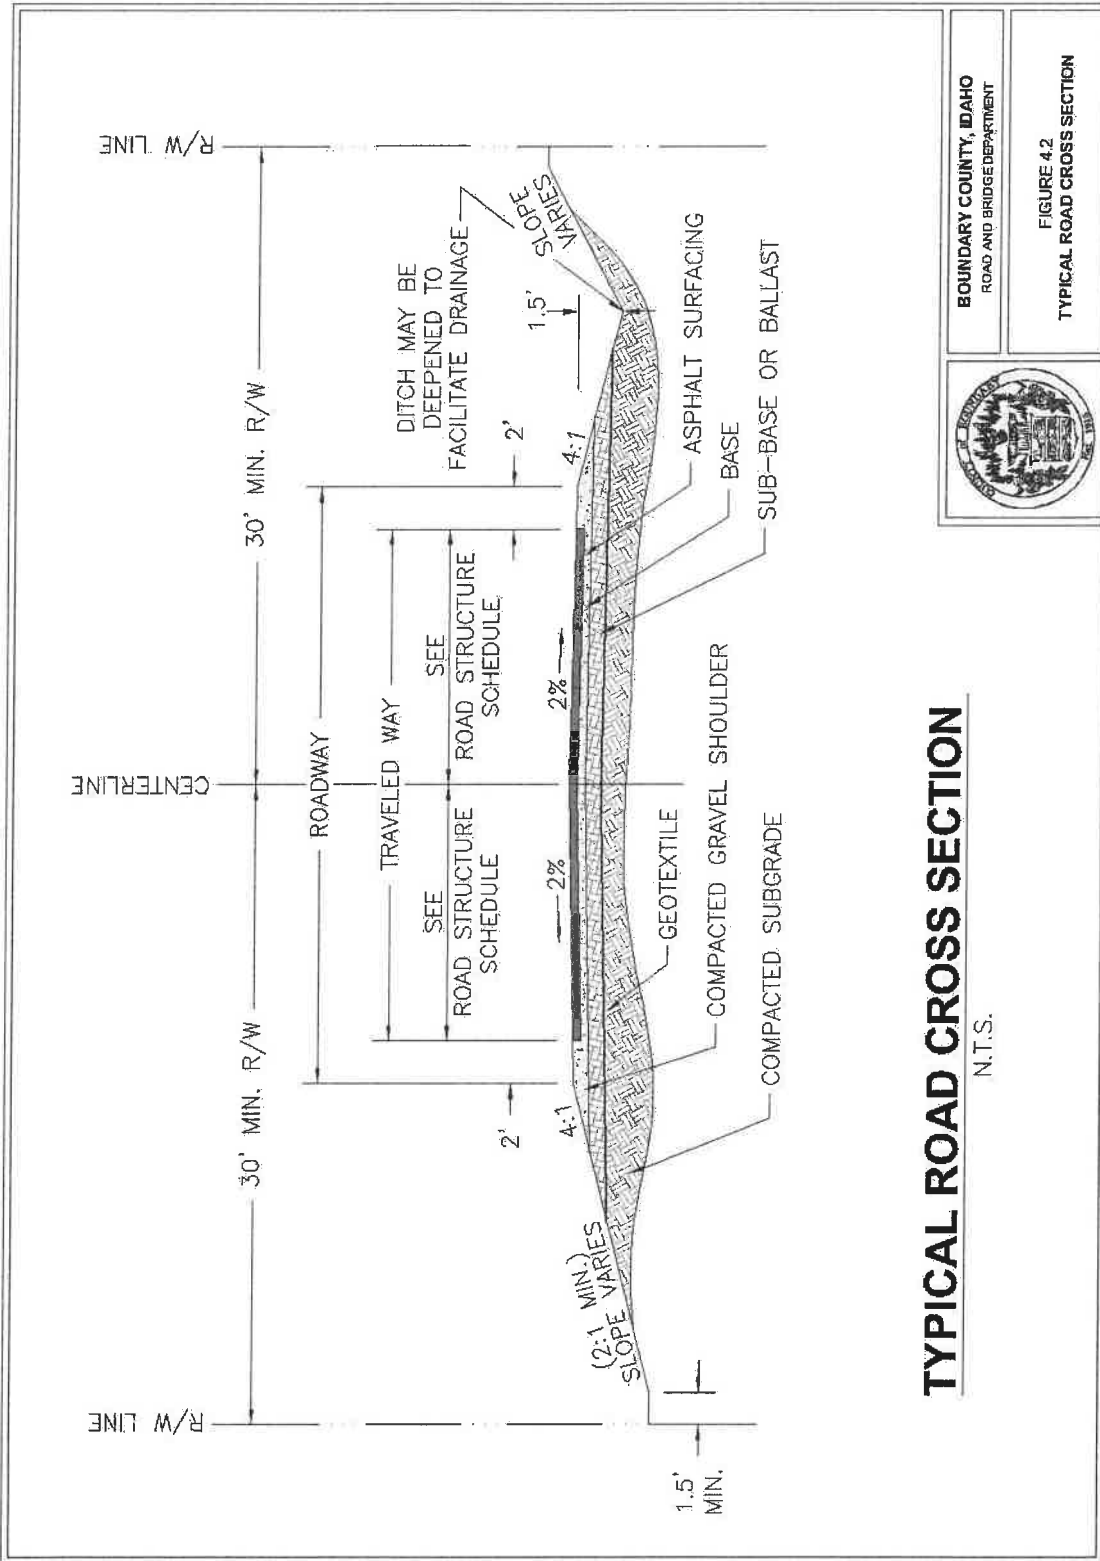 R/W LINE
CENTERLINE
R/W LINE
30' MIN. R/W
30' MIN. R/W
ROADWAY
TRAVELED WAY
SEE
ROAD STRUCTURE
SCHEDULE
SEE
ROAD STRUCTURE
SCHEDULE
DITCH MAY BE
DEEPENED TO
FACILITATE DRAINAGE
2'
2'
1.5'
4:1
4:1
2%
2%
SLOPE
VARIES
(2:1 MIN.)
SLOPE VARIES
1.5'
MIN.
GEOTEXTILE
COMPACTED GRAVEL SHOULDER
COMPACTED SUBGRADE
ASPHALT SURFACING
BASE
SUB-BASE OR BALLAST
TYPICAL ROAD CROSS SECTION
N.T.S.
BOUNDARY COUNTY, IDAHO
ROAD AND BRIDGE DEPARTMENT
FIGURE 4.2
TYPICAL ROAD CROSS SECTION